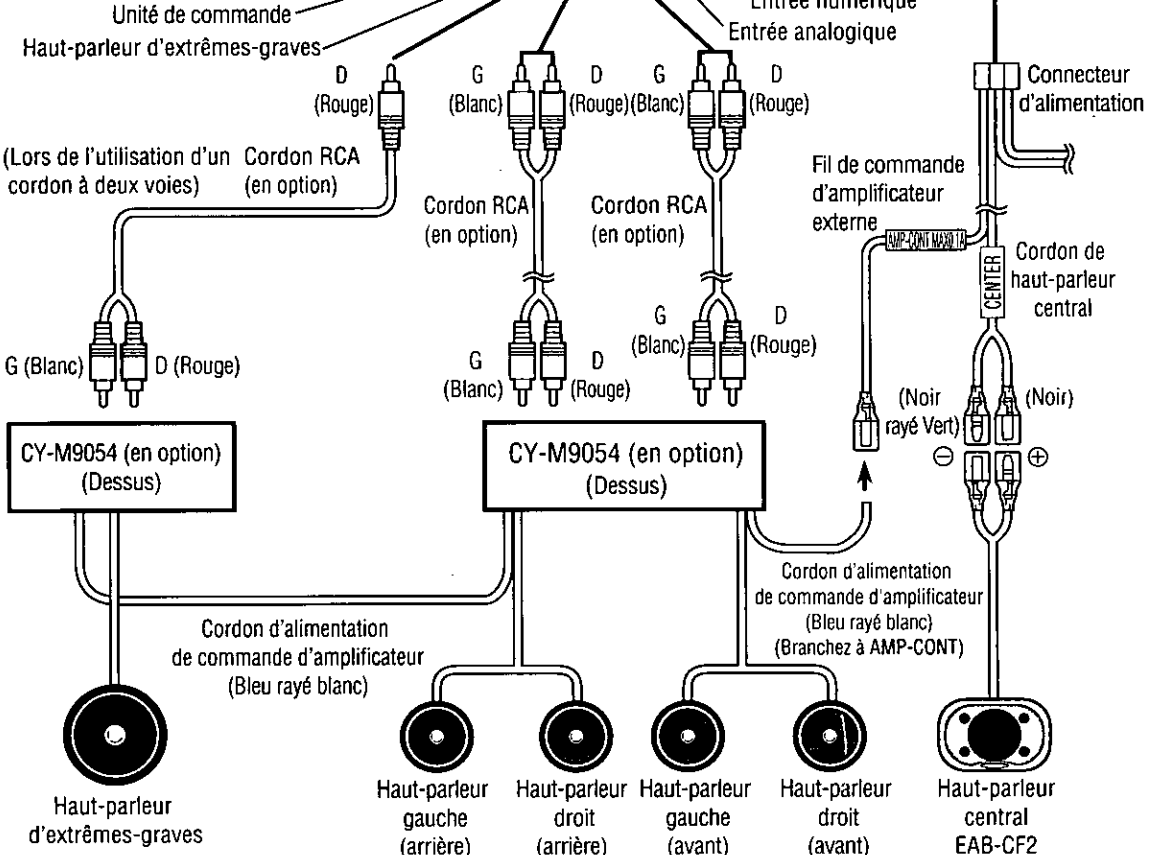 Unité de commande
Entrée numérique
Haut-parleur d'extrêmes-graves
Entrée analogique
D
(Rouge)
G
(Blanc)
D
(Rouge)
G
(Blanc)
D
(Rouge)
Connecteur
d'alimentation
(Lors de l'utilisation d'un
cordon à deux voies)
Cordon RCA
(en option)
Cordon RCA
(en option)
Cordon RCA
(en option)
Fil de commande
d'amplificateur
externe
AMP-CONT MAX0.1A
CENTER
Cordon de
haut-parleur
central
G (Blanc)
D (Rouge)
G
(Blanc)
D
(Rouge)
G
(Blanc)
D
(Rouge)
(Noir
rayé Vert)
(Noir)
⊖
⊕
CY-M9054 (en option)
(Dessus)
CY-M9054 (en option)
(Dessus)
Cordon d'alimentation
de commande d'amplificateur
(Bleu rayé blanc)
Cordon d'alimentation
de commande d'amplificateur
(Bleu rayé blanc)
(Branchez à AMP-CONT)
Haut-parleur
d'extrêmes-graves
Haut-parleur
gauche
(arrière)
Haut-parleur
droit
(arrière)
Haut-parleur
gauche
(avant)
Haut-parleur
droit
(avant)
Haut-parleur
central
EAB-CF2